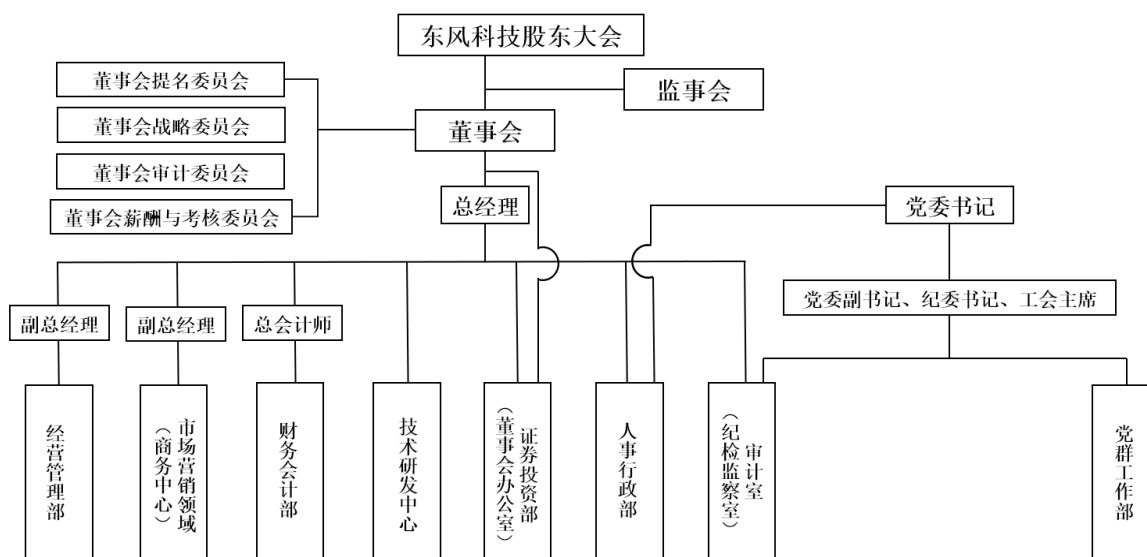 东风科技股东大会
监事会
董事会提名委员会
董事会战略委员会
董事会
董事会审计委员会
董事会薪酬与考核委员会
总经理
党委书记
党委副书记、纪委书记、工会主席
副总经理
副总经理
总会计师
经营管理部
市场营销领域
（商务中心）
财务会计部
技术研发中心
证券投资部
（董事会办公室）
人事行政部
审计室
（纪检监察室）
党群工作部